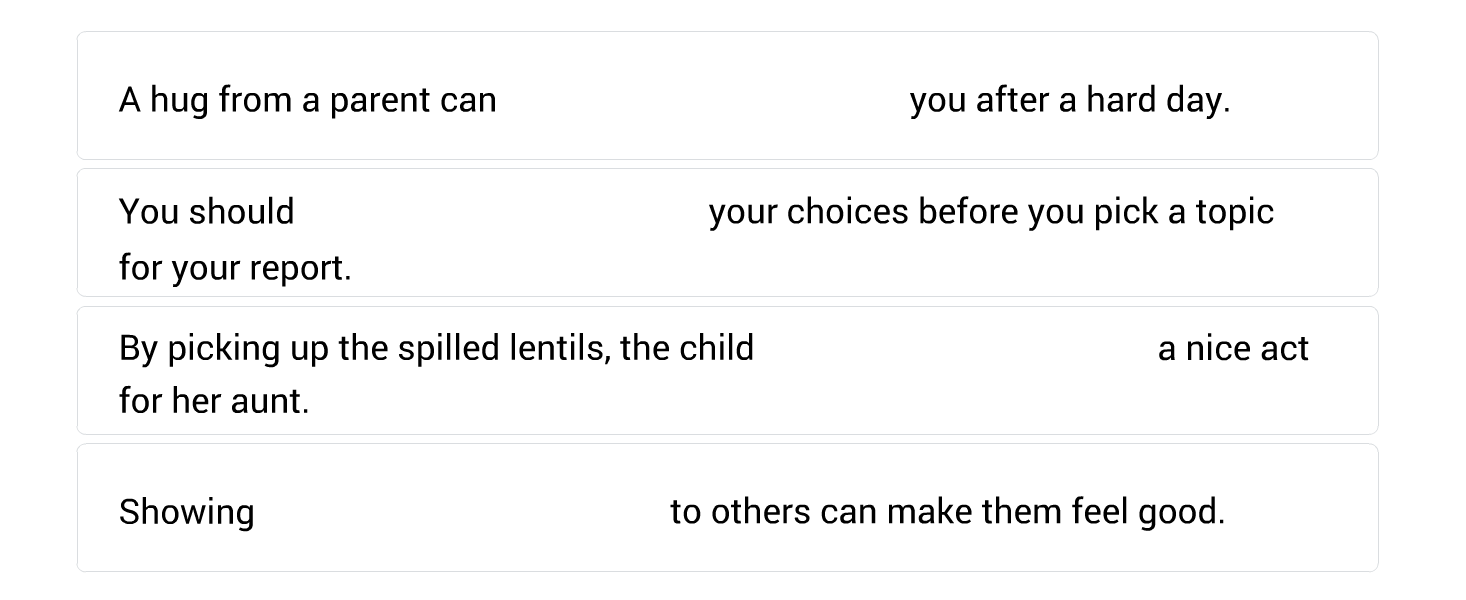 A hug from a parent can you after a hard day.
You should your choices before you pick a topic
for your report.
By picking up the spilled lentils, the child a nice act
for her aunt.
Showing to others can make them feel good.